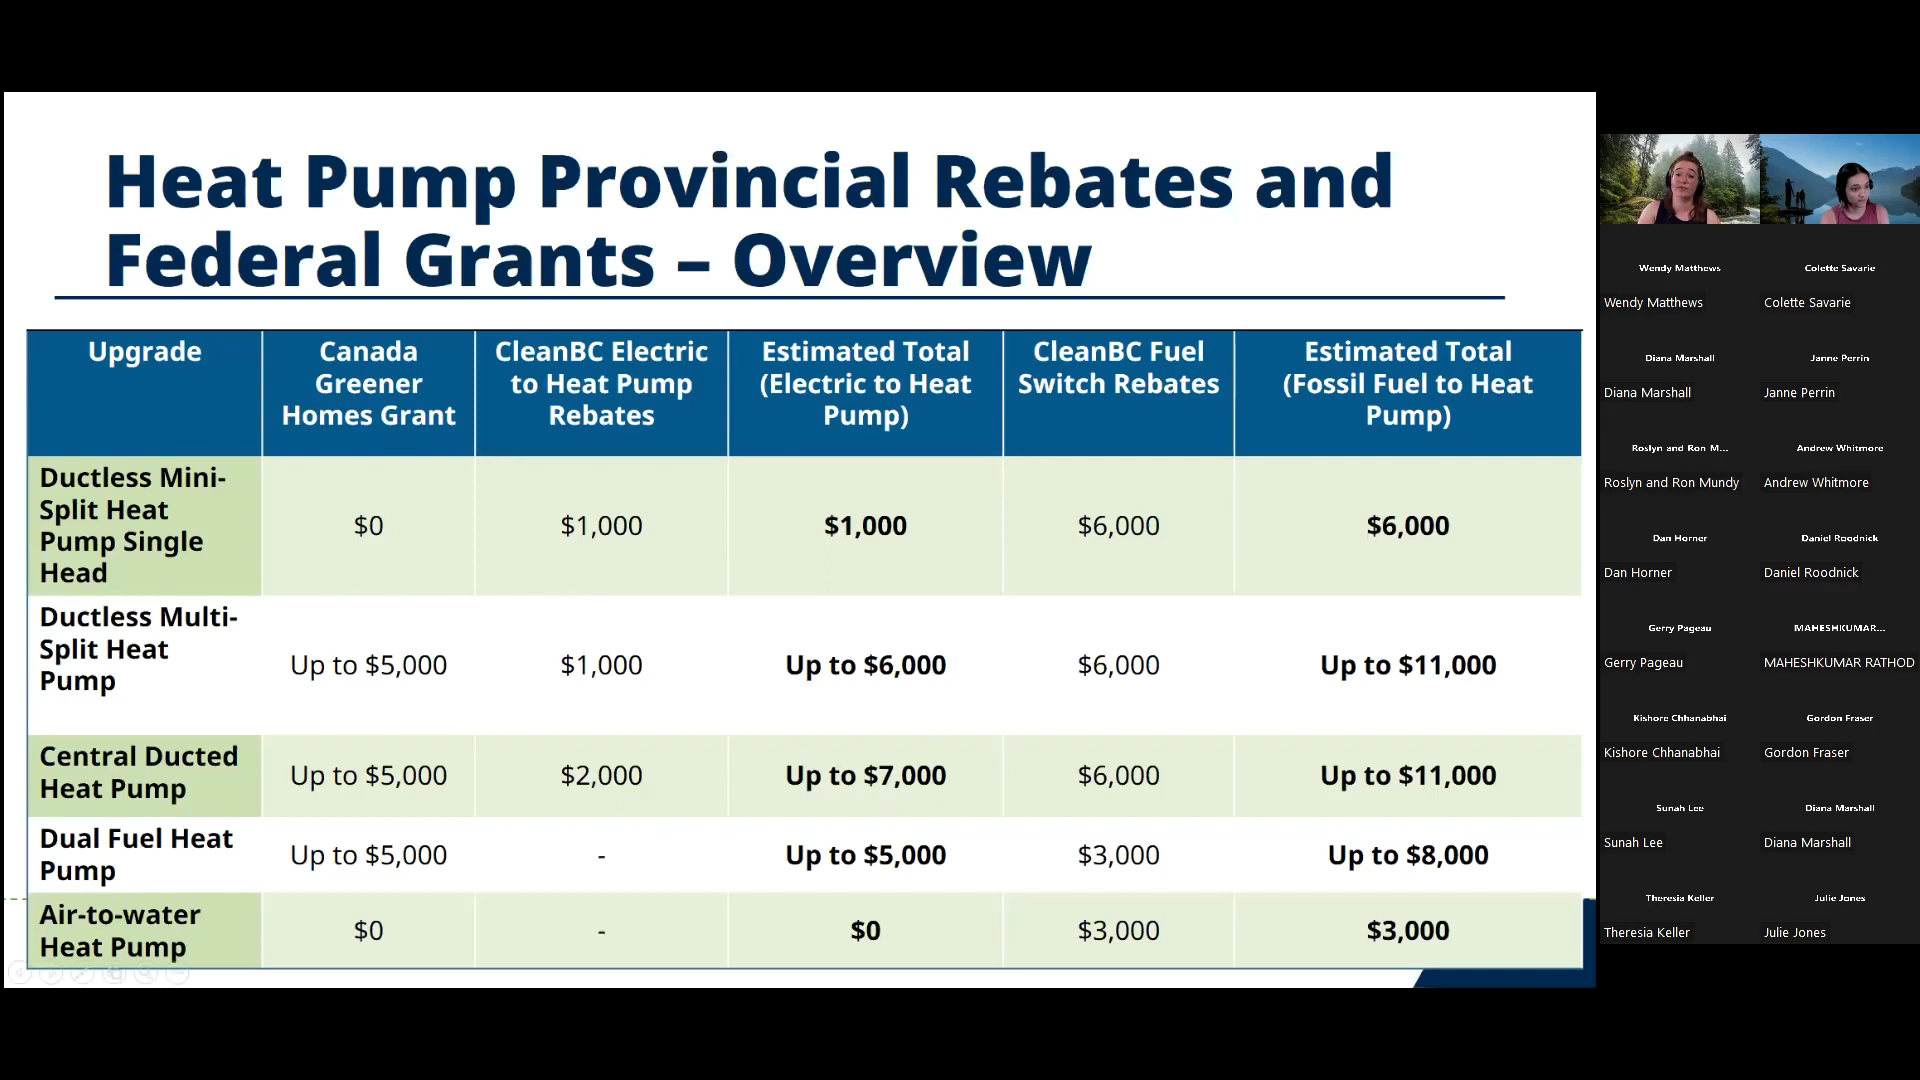 Heat Pump Provincial Rebates and
Federal Grants – Overview
Upgrade
Canada
Greener
Homes Grant
CleanBC Electric
to Heat Pump
Rebates
Estimated Total
(Electric to Heat
Pump)
CleanBC Fuel
Switch Rebates
Estimated Total
(Fossil Fuel to Heat
Pump)
Ductless Mini-
Split Heat
Pump Single
Head
$0
$1,000
$1,000
$6,000
$6,000
Ductless Multi-
Split Heat
Pump
Up to $5,000
$1,000
Up to $6,000
$6,000
Up to $11,000
Central Ducted
Heat Pump
Up to $5,000
$2,000
Up to $7,000
$6,000
Up to $11,000
Dual Fuel Heat
Pump
Up to $5,000
-
Up to $5,000
$3,000
Up to $8,000
Air-to-water
Heat Pump
$0
-
$0
$3,000
$3,000
Wendy Matthews
Colette Savarie
Wendy Matthews
Colette Savarie
Diana Marshall
Janne Perrin
Diana Marshall
Janne Perrin
Roslyn and Ron M...
Andrew Whitmore
Roslyn and Ron Mundy
Andrew Whitmore
Dan Horner
Daniel Roodnick
Dan Horner
Daniel Roodnick
Gerry Pageau
MAHESHKUMAR...
Gerry Pageau
MAHESHKUMAR RATHOD
Kishore Chhanabhai
Gordon Fraser
Kishore Chhanabhai
Gordon Fraser
Sunah Lee
Diana Marshall
Sunah Lee
Diana Marshall
Theresia Keller
Julie Jones
Theresia Keller
Julie Jones